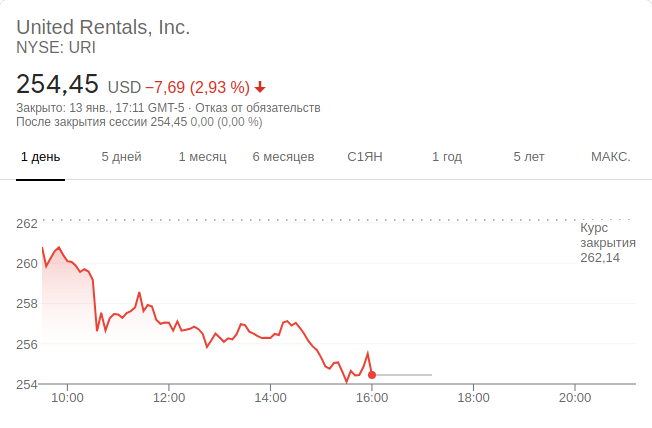 United Rentals, Inc.
NYSE: URI
254,45 USD −7,69 (2,93 %)
Закрыто: 13 янв., 17:11 GMT-5 · Отказ от обязательств
После закрытия сессии 254,45 0,00 (0,00 %)
1 день 5 дней 1 месяц 6 месяцев С1ЯН 1 год 5 лет МАКС.
262
Курс
закрытия
262,14
260
258
256
254
10:00 12:00 14:00 16:00 18:00 20:00